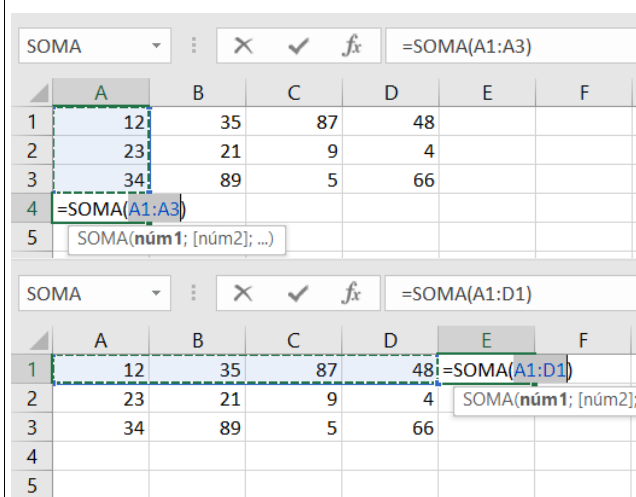 SOMA =SOMA(A1:A3)
A B C D E F
1 12 35 87 48
2 23 21 9 4
3 34 89 5 66
4 =SOMA(A1:A3)
5 SOMA(núm1; [núm2]; ...)
SOMA =SOMA(A1:D1)
A B C D E F
1 12 35 87 48 =SOMA(A1:D1)
2 23 21 9 4 SOMA(núm1; [núm2];
3 34 89 5 66
4
5